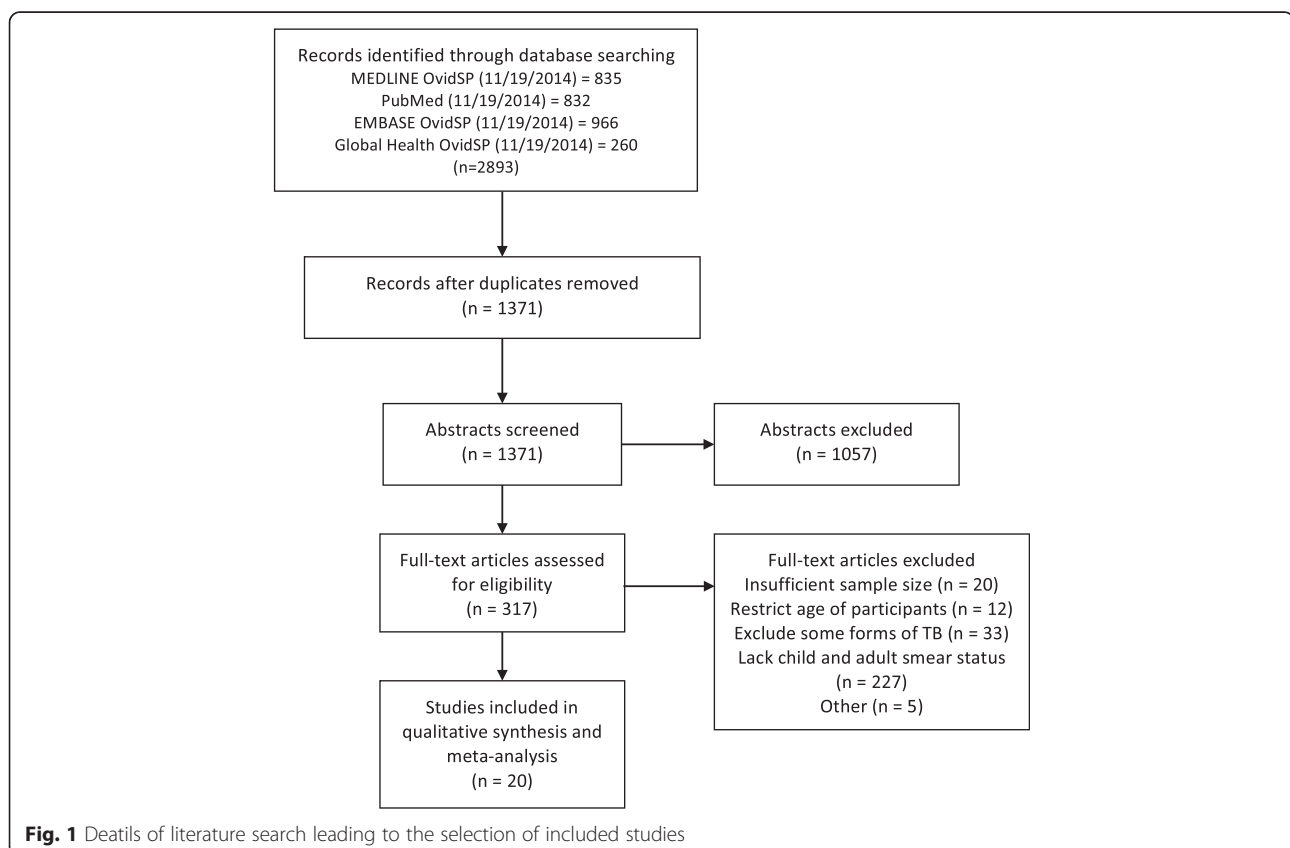 Records identified through database searching
MEDLINE OvidSP (11/19/2014) = 835
PubMed (11/19/2014) = 832
EMBASE OvidSP (11/19/2014) = 966
Global Health OvidSP (11/19/2014) = 260
(n=2893)
Records after duplicates removed
(n = 1371)
Abstracts screened
(n = 1371)
Abstracts excluded
(n = 1057)
Full-text articles assessed
for eligibility
(n = 317)
Full-text articles excluded
Insufficient sample size (n = 20)
Restrict age of participants (n = 12)
Exclude some forms of TB (n = 33)
Lack child and adult smear status
(n = 227)
Other (n = 5)
Studies included in
qualitative synthesis and
meta-analysis
(n = 20)
Fig. 1 Deatils of literature search leading to the selection of included studies